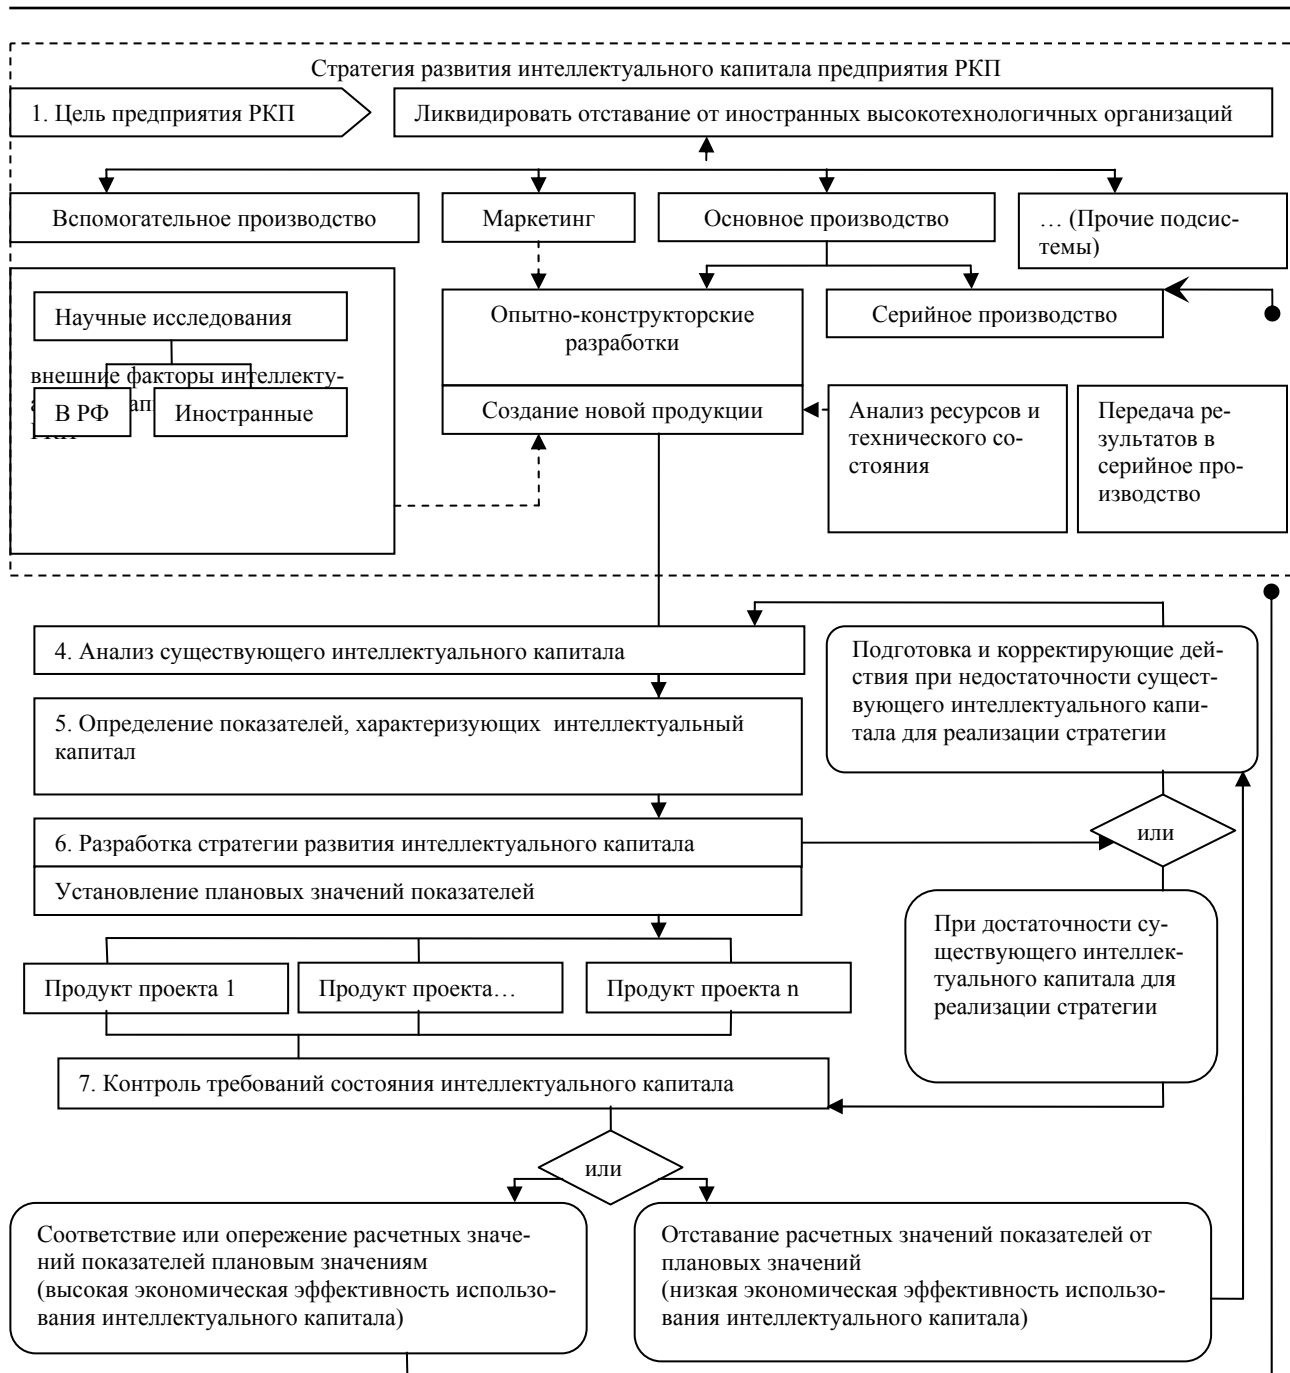 Стратегия развития интеллектуального капитала предприятия РКП
1. Цель предприятия РКП
Ликвидировать отставание от иностранных высокотехнологичных организаций
Вспомогательное производство
Маркетинг
Основное производство
… (Прочие подсис-
темы)
Научные исследования
внешние факторы интеллекту-
В РФ
Иностранные
Опытно-конструкторские
разработки
Создание новой продукции
Серийное производство
Анализ ресурсов и
технического со-
стояния
Передача ре-
зультатов в
серийное про-
изводство
4. Анализ существующего интеллектуального капитала
5. Определение показателей, характеризующих интеллектуальный
капитал
6. Разработка стратегии развития интеллектуального капитала
Установление плановых значений показателей
Подготовка и корректирующие дей-
ствия при недостаточности сущест-
вующего интеллектуального капи-
тала для реализации стратегии
или
При достаточности су-
ществующего интеллек-
туального капитала для
реализации стратегии
Продукт проекта 1
Продукт проекта…
Продукт проекта n
7. Контроль требований состояния интеллектуального капитала
или
Соответствие или опережение расчетных значе-
ний показателей плановым значениям
(высокая экономическая эффективность использо-
вания интеллектуального капитала)
Отставание расчетных значений показателей от
плановых значений
(низкая экономическая эффективность использо-
вания интеллектуального капитала)